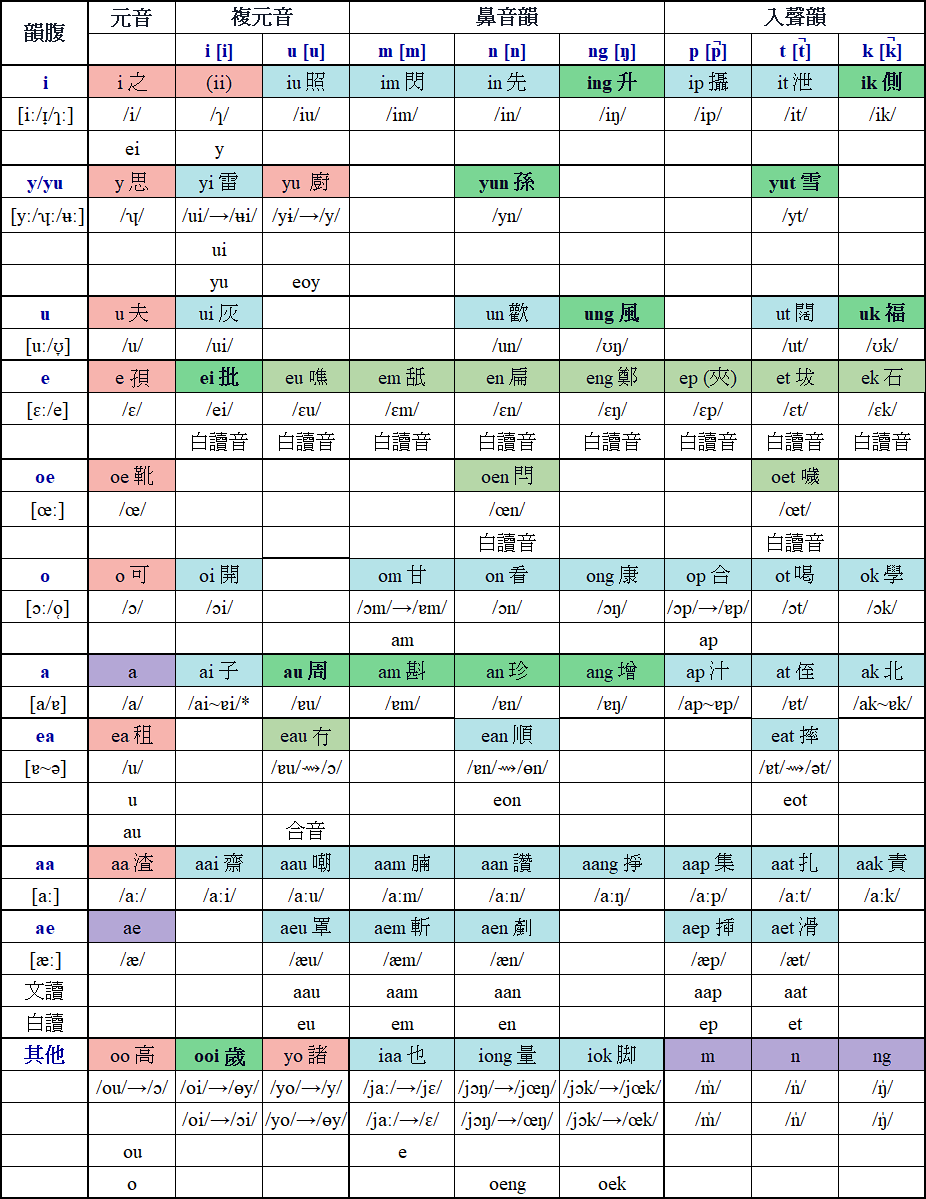 韻腹 元音 複元音 鼻音韻 入聲韻
i [i] u [u] m [m] n [n] ng [ŋ] p [p̚] t [t̚] k [k̚]
i i 之 (ii) iu 照 im 閃 in 先 ing 升 ip 攝 it 泄 ik 側
[iː/ɪ̞/ʅː] /i/ /ʅ/ /iu/ /im/ /in/ /iŋ/ /ip/ /it/ /ik/
ei y
y/yu y 思 yi 雷 yu 廚 yun 孫 yut 雪
[yː/ʮː/ʉː] /ʮ/ /ui/→/ʉi/ /yɨ/→/y/ /yn/ /yt/
ui
yu eoy
u u 夫 ui 灰 un 歡 ung 風 ut 闊 uk 福
[uː/ʊ̞] /u/ /ui/ /un/ /ʊŋ/ /ut/ /ʊk/
e e 孭 ei 批 eu 噍 em 舐 en 扁 eng 鄭 ep (夾) et 坺 ek 石
[ɛː/e] /ɛ/ /ei/ /ɛu/ /ɛm/ /ɛn/ /ɛŋ/ /ɛp/ /ɛt/ /ɛk/
白讀音 白讀音 白讀音 白讀音 白讀音 白讀音 白讀音 白讀音
oe oe 靴 oen 閂 oet 噦
[œː] /œ/ /œn/ /œt/
白讀音 白讀音
o o 可 oi 開 om 甘 on 看 ong 康 op 合 ot 喝 ok 學
[ɔː/o̞] /ɔ/ /ɔi/ /ɔm/→/ɐm/ /ɔn/ /ɔŋ/ /ɔp/→/ɐp/ /ɔt/ /ɔk/
am ap
a a ai 子 au 周 am 斟 an 珍 ang 增 ap 汁 at 侄 ak 北
[a/ɐ] /a/ /ai~ɐi/* /ɐu/ /ɐm/ /ɐn/ /ɐŋ/ /ap~ɐp/ /ɐt/ /ak~ɐk/
ea ea 租 eau 冇 ean 順 eat 摔
[ɐ~ə] /u/ /ɐu/⇝/ɔ/ /ɐn/⇝/ɵn/ /ɐt/⇝/ət/
u eon eot
au 合音
aa aa 渣 aai 齋 aau 嘲 aam 腩 aan 讚 aang 掙 aap 集 aat 扎 aak 責
[aː] /aː/ /aːi/ /aːu/ /aːm/ /aːn/ /aːŋ/ /aːp/ /aːt/ /aːk/
ae ae aeu 罩 aem 斬 aen 剷 aep 揷 aet 滑
[æː] /æ/ /æu/ /æm/ /æn/ /æp/ /æt/
文讀 aau aam aan aap aat
白讀 eu em en ep et
其他 oo 高 ooi 歲 yo 諸 iaa 也 iong 量 iok 脚 m n ng
/ou/→/ɔ/ /oi/→/ɵy/ /yo/→/y/ /jaː/→/jɛ/ /jɔŋ/→/jœŋ/ /jɔk/→/jœk/ /m̩/ /n̩/ /ŋ̩/
/oi/→/ɔi/ /yo/→/ɵy/ /jaː/→/ɛ/ /jɔŋ/→/œŋ/ /jɔk/→/œk/ /m̩/ /n̩/ /ŋ̩/
ou e
o oeng oek